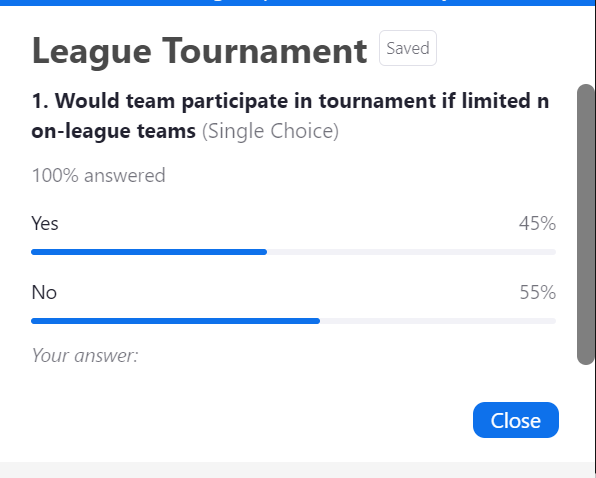 League Tournament Saved
1. Would team participate in tournament if limited n
on-league teams (Single Choice)
100% answered
Yes 45%
No 55%
Your answer:
Close